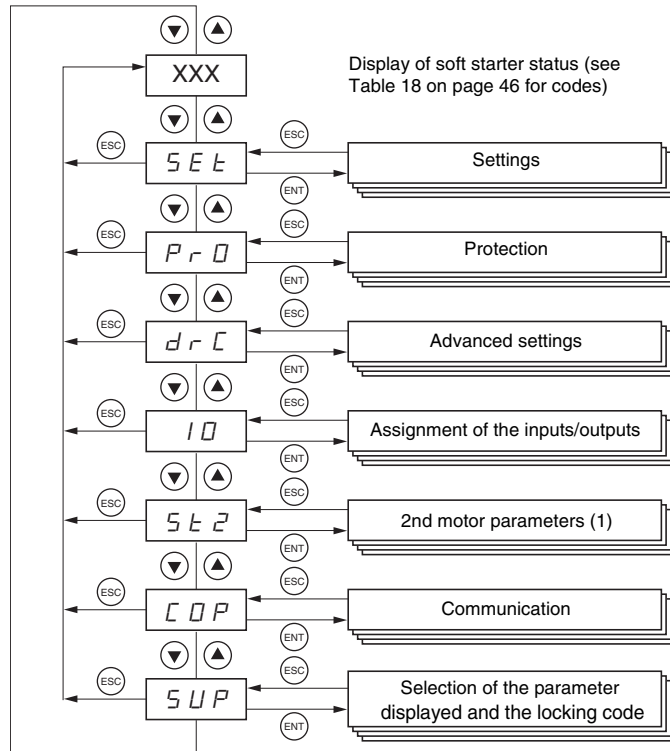 XXX
Display of soft starter status (see
Table 18 on page 46 for codes)
ESC
ESC
SEt
Settings
ENT
ESC
ESC
PrO
Protection
ENT
ESC
ESC
drC
Advanced settings
ENT
ESC
ESC
IO
Assignment of the inputs/outputs
ENT
ESC
ESC
St2
2nd motor parameters (1)
ENT
ESC
ESC
COP
Communication
ENT
ESC
ESC
SUP
Selection of the parameter
displayed and the locking code
ENT